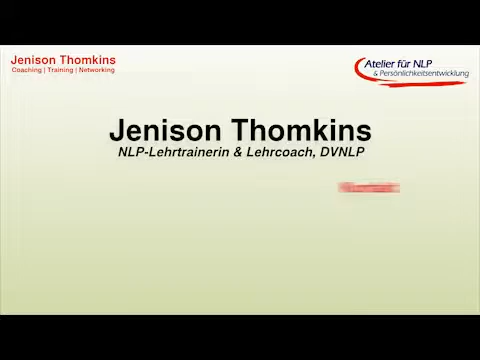 Jenison Thomkins
Coaching | Training | Networking
Atelier für NLP
& Persönlichkeitsentwicklung
Jenison Thomkins
NLP-Lehrtrainerin & Lehrcoach, DVNLP